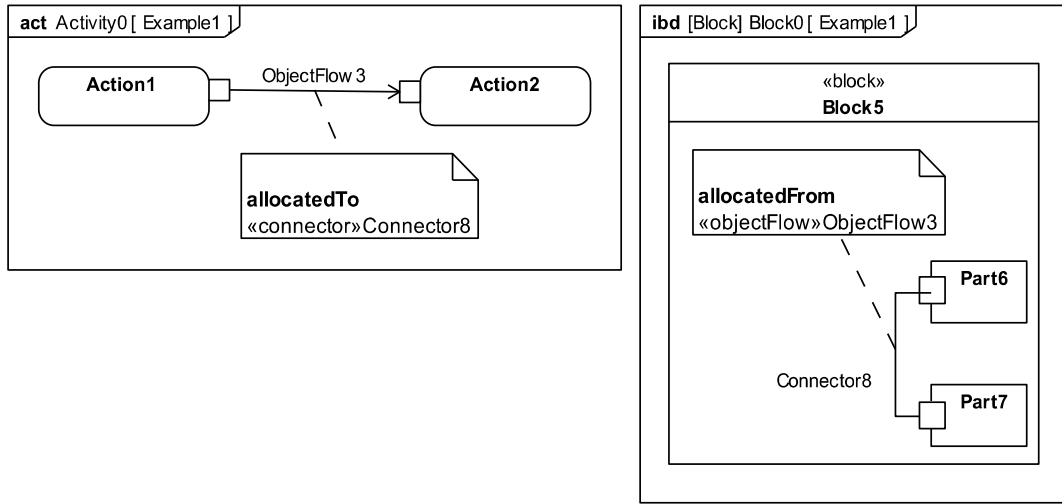 act Activity0 [ Example1 ]
Action1
ObjectFlow 3
Action2
allocatedTo
«connector»Connector8
ibd [Block] Block0 [ Example1 ]
«block»
Block5
allocatedFrom
«objectFlow»ObjectFlow3
Part6
Connector8
Part7